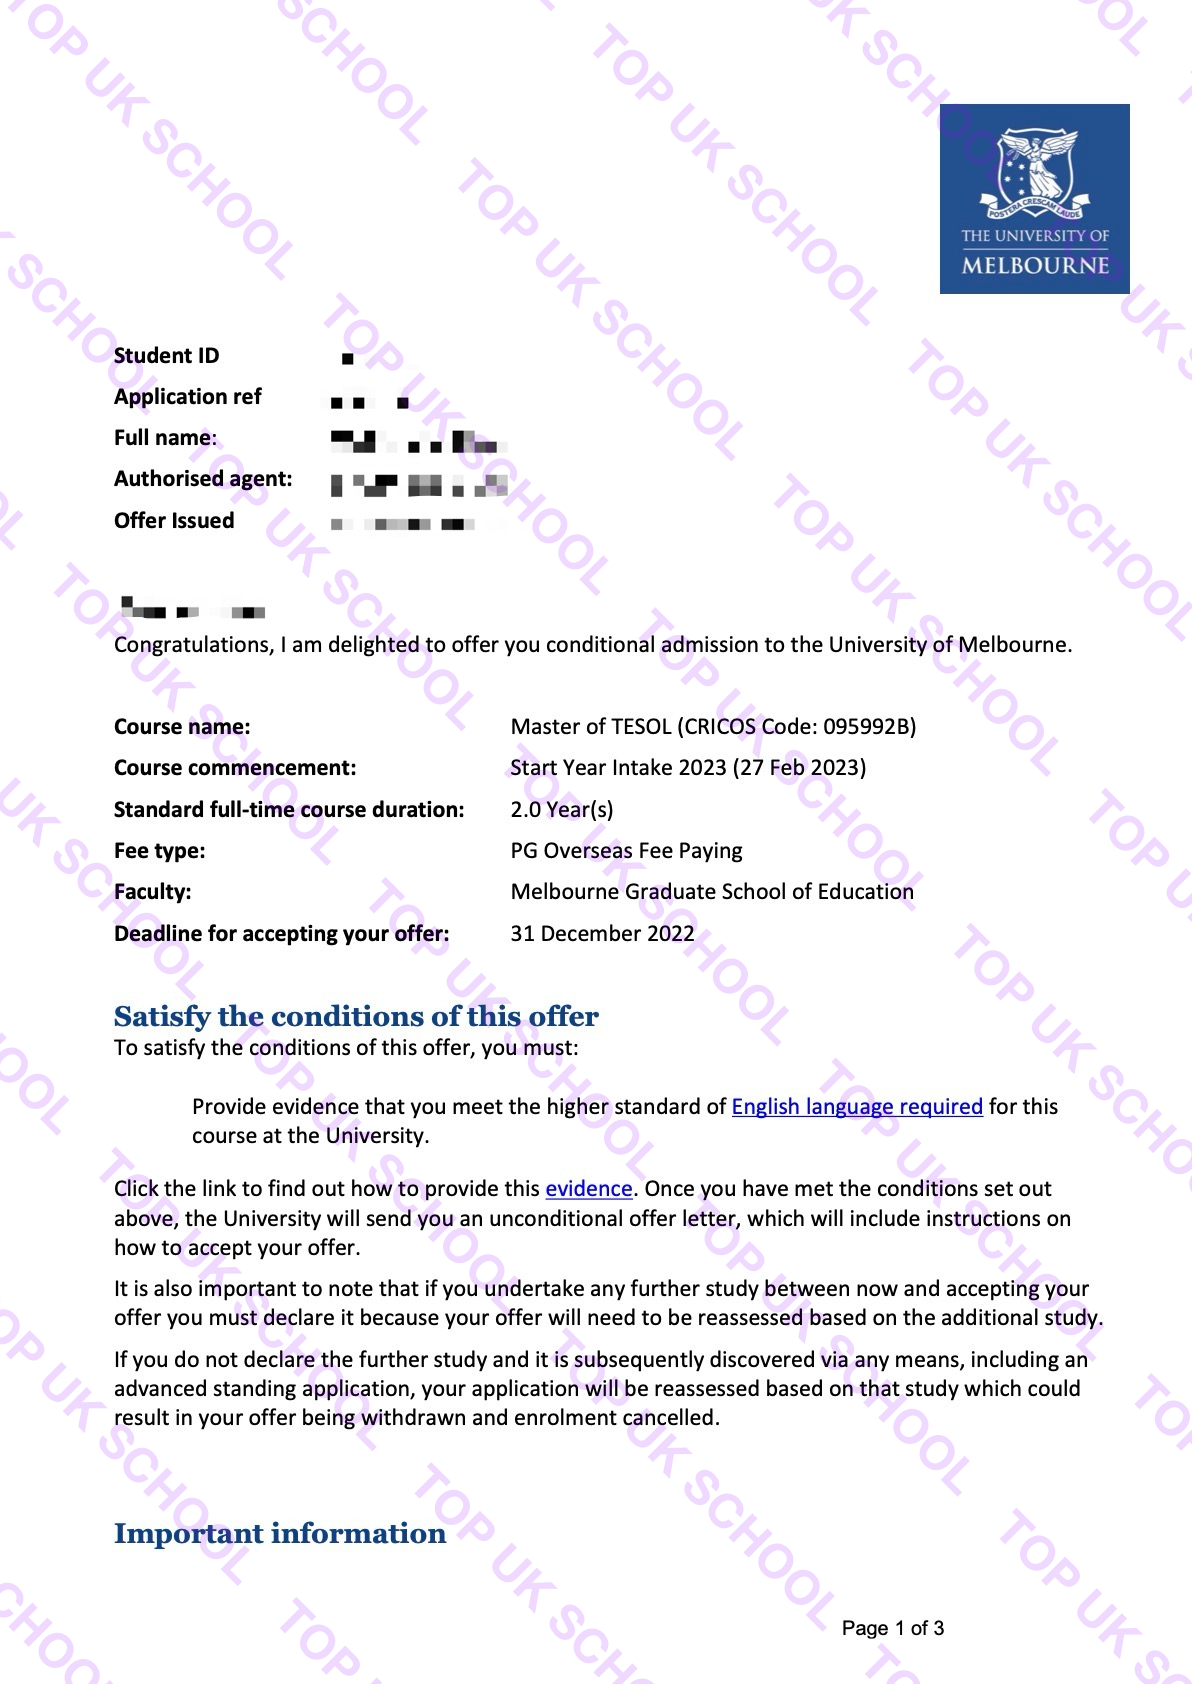 POSTERA CRESCAM LAUDE
THE UNIVERSITY OF
MELBOURNE
Student ID
Application ref
Full name:
Authorised agent:
Offer Issued
Congratulations, I am delighted to offer you conditional admission to the University of Melbourne.
Course name: Master of TESOL (CRICOS Code: 095992B)
Course commencement: Start Year Intake 2023 (27 Feb 2023)
Standard full-time course duration: 2.0 Year(s)
Fee type: PG Overseas Fee Paying
Faculty: Melbourne Graduate School of Education
Deadline for accepting your offer: 31 December 2022
Satisfy the conditions of this offer
To satisfy the conditions of this offer, you must:
Provide evidence that you meet the higher standard of English language required for this
course at the University.
Click the link to find out how to provide this evidence. Once you have met the conditions set out
above, the University will send you an unconditional offer letter, which will include instructions on
how to accept your offer.
It is also important to note that if you undertake any further study between now and accepting your
offer you must declare it because your offer will need to be reassessed based on the additional study.
If you do not declare the further study and it is subsequently discovered via any means, including an
advanced standing application, your application will be reassessed based on that study which could
result in your offer being withdrawn and enrolment cancelled.
Important information
Page 1 of 3
TOP UK SCHOOL